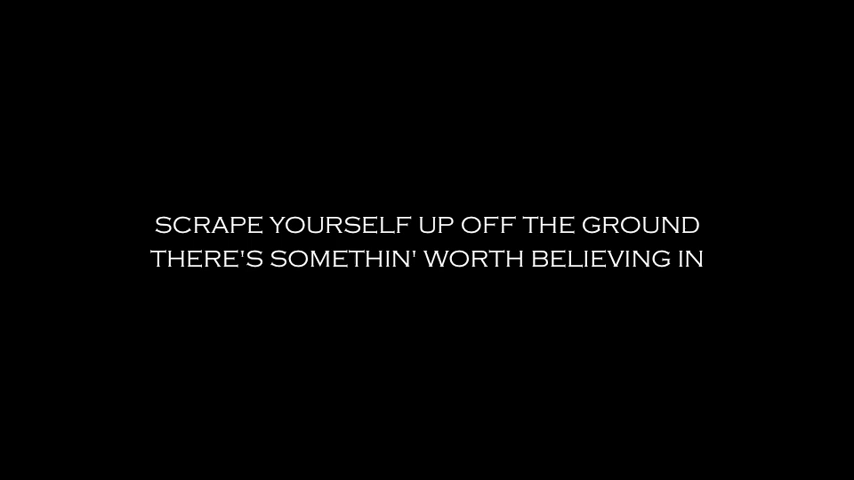 SCRAPE YOURSELF UP OFF THE GROUND
THERE'S SOMETHIN' WORTH BELIEVING IN